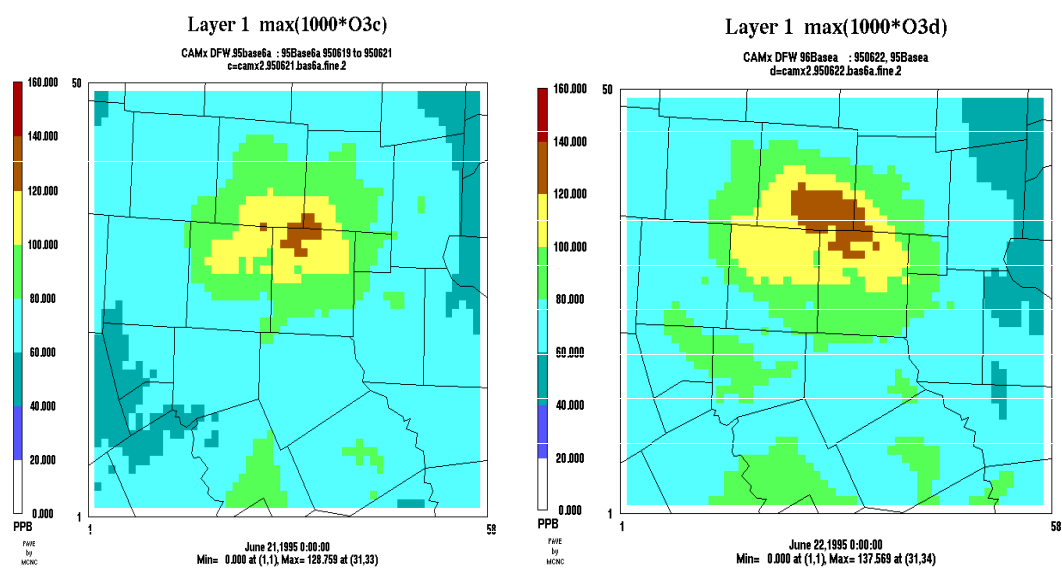 Layer 1 max(1000*O3c)
CAMx DFW.95base6a : 95Base6a 950619 to 950621
c=camx2.950621.bas6a.fine.2
160.000
140.000
120.000
100.000
80.000
60.000
40.000
20.000
0.000
PPB
PAVE
by
MCNC
50
1
1
58
June 21,1995 0:00:00
Min= 0.000 at (1,1), Max= 128.759 at (31,33)
Layer 1 max(1000*O3d)
CAMx DFW 96Basea : 950622, 95Basea
d=camx2.950622.bas6a.fine.2
160.000
140.000
120.000
100.000
80.000
60.000
40.000
20.000
0.000
PPB
PAVE
by
MCNC
50
1
1
58
June 22,1995 0:00:00
Min= 0.000 at (1,1), Max= 137.569 at (31,34)